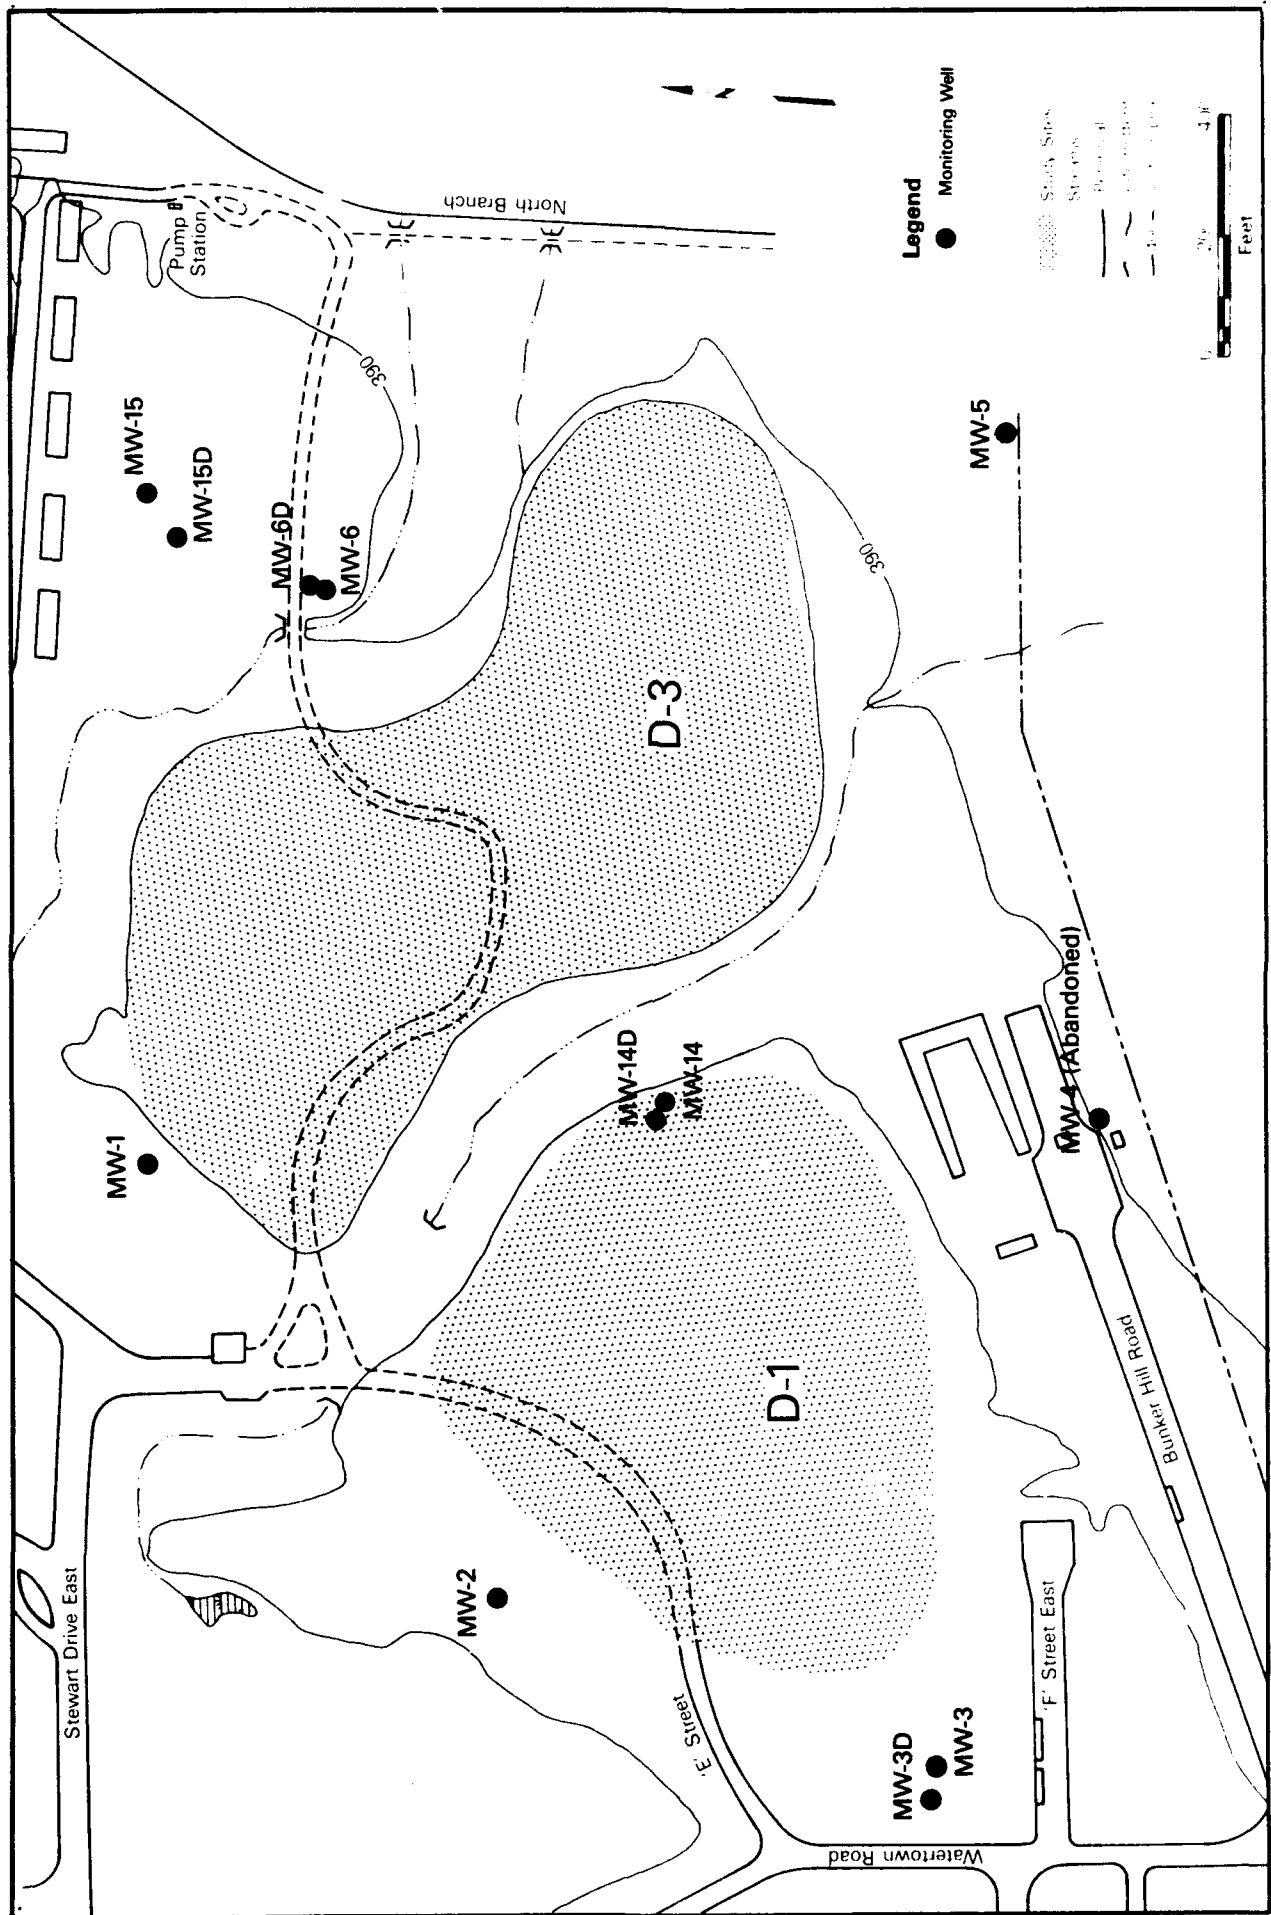 Stewart Drive East
MW-1
MW-15
MW-15D
Pump
Station
MW-6D
MW-6
390
North Branch
MW-2
'E' Street
D-3
D-1
MW-14D
MW-14
390
MW-3D
MW-3
Watertown Road
'F' Street East
Bunker Hill Road
MW-4 (Abandoned)
MW-5
Legend
Monitoring Well
Study Sites
Feet